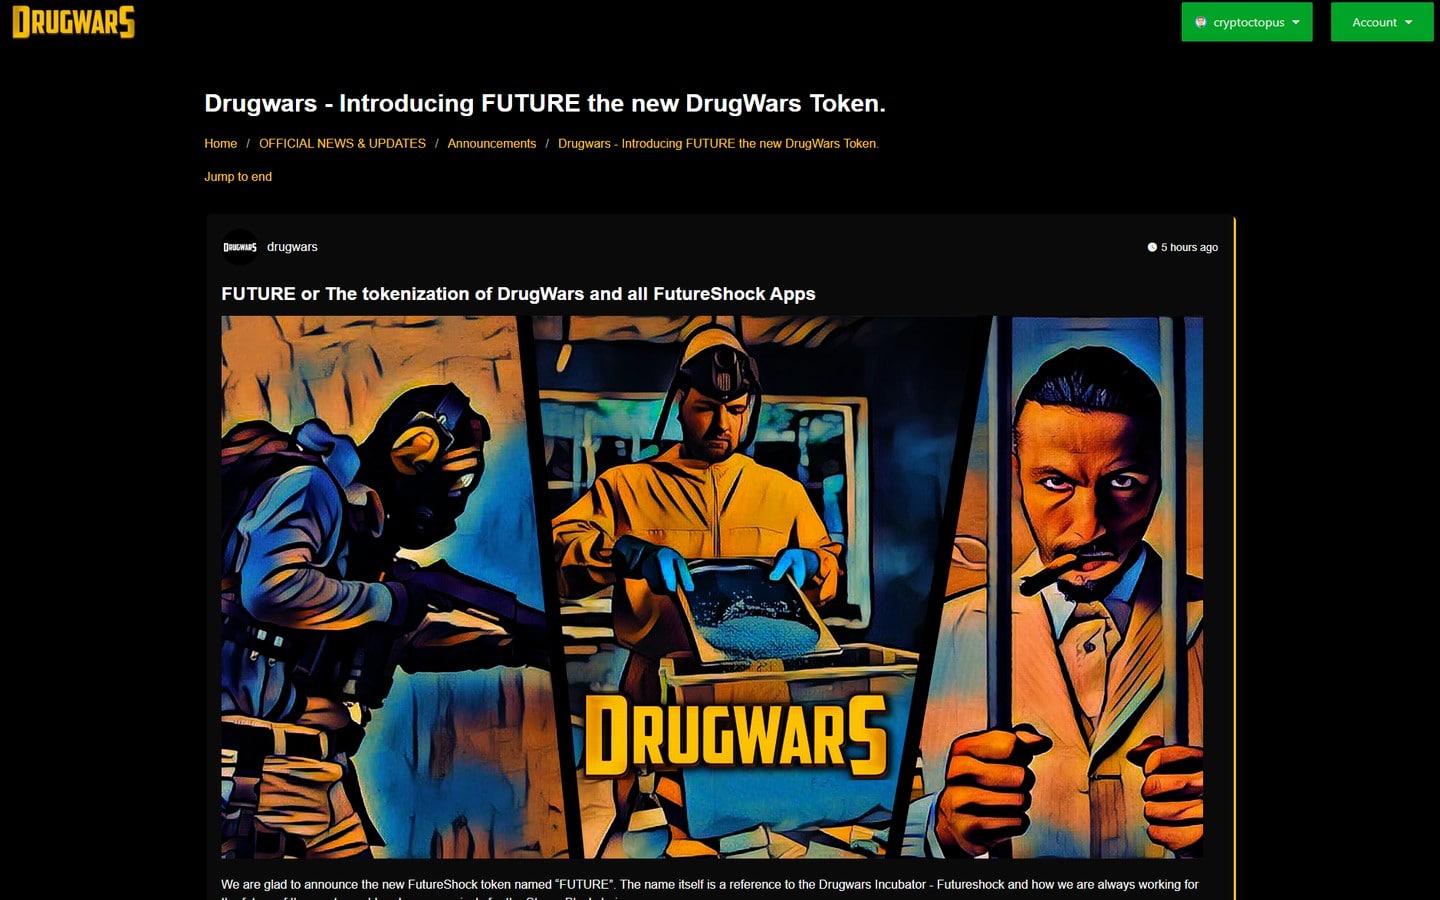 DRUGWARS
cryptoctopus
Account
Drugwars - Introducing FUTURE the new DrugWars Token.
Home / OFFICIAL NEWS & UPDATES / Announcements / Drugwars - Introducing FUTURE the new DrugWars Token.
Jump to end
DRUGWARS
drugwars
5 hours ago
FUTURE or The tokenization of DrugWars and all FutureShock Apps
DRUGWARS
We are glad to announce the new FutureShock token named “FUTURE”. The name itself is a reference to the Drugwars Incubator - Futureshock and how we are always working for